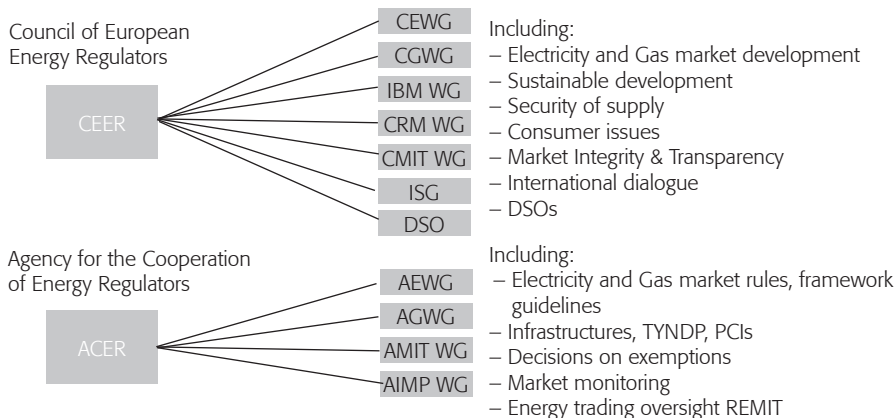 Council of European
Energy Regulators
CEER
CEWG
CGWG
IBM WG
CRM WG
CMIT WG
ISG
DSO
Including:
– Electricity and Gas market development
– Sustainable development
– Security of supply
– Consumer issues
– Market Integrity & Transparency
– International dialogue
– DSOs
Agency for the Cooperation
of Energy Regulators
ACER
AEWG
AGWG
AMIT WG
AIMP WG
Including:
– Electricity and Gas market rules, framework
guidelines
– Infrastructures, TYNDP, PCIs
– Decisions on exemptions
– Market monitoring
– Energy trading oversight REMIT